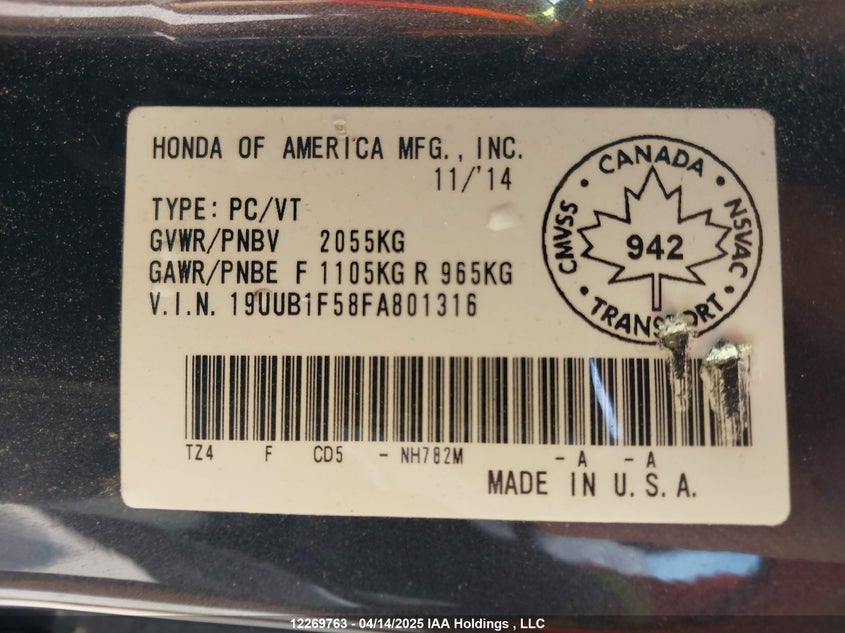 HONDA OF AMERICA MFG., INC.
11/'14
TYPE: PC/VT
GVWR/PNBV 2055KG
GAWR/PNBE F 1105KG R 965KG
V.I.N. 19UUB1F58FA801316
CANADA
CMVSS
NSVAC
942
TRANSPORT
TZ4 F CD5 - NH782M - A - A
MADE IN U.S.A.
12269763 - 04/14/2025 IAA Holdings , LLC